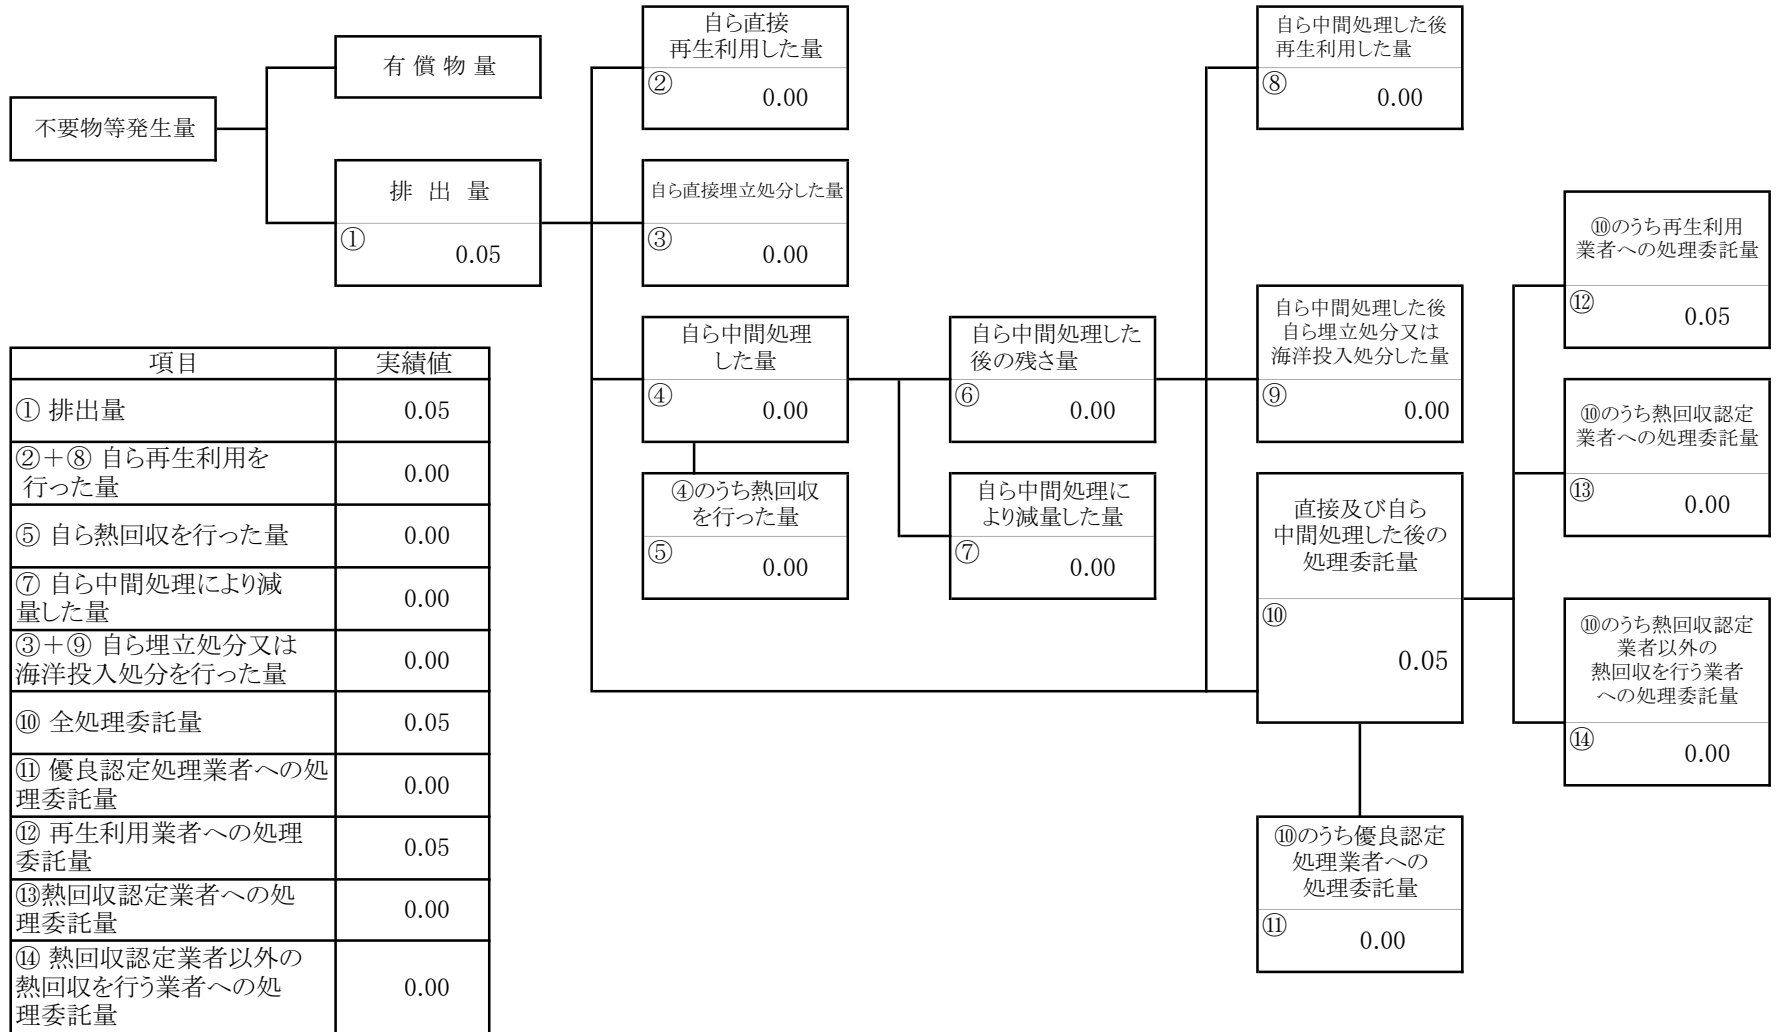 不要物等発生量
有 償 物 量
排 出 量
①
0.05
自ら直接
再生利用した量
②
0.00
自ら直接埋立処分した量
③
0.00
自ら中間処理
した量
④
0.00
④のうち熱回収
を行った量
⑤
0.00
自ら中間処理した
後の残さ量
⑥
0.00
自ら中間処理に
より減量した量
⑦
0.00
自ら中間処理した後
再生利用した量
⑧
0.00
自ら中間処理した後
自ら埋立処分又は
海洋投入処分した量
⑨
0.00
直接及び自ら
中間処理した後の
処理委託量
⑩
0.05
⑩のうち優良認定
処理業者への
処理委託量
⑪
0.00
⑩のうち再生利用
業者への処理委託量
⑫
0.05
⑩のうち熱回収認定
業者への処理委託量
⑬
0.00
⑩のうち熱回収認定
業者以外の
熱回収を行う業者
への処理委託量
⑭
0.00
項目 実績値
① 排出量 0.05
②＋⑧ 自ら再生利用を
行った量 0.00
⑤ 自ら熱回収を行った量 0.00
⑦ 自ら中間処理により減
量した量 0.00
③＋⑨ 自ら埋立処分又は
海洋投入処分を行った量 0.00
⑩ 全処理委託量 0.05
⑪ 優良認定処理業者への処
理委託量 0.00
⑫ 再生利用業者への処理
委託量 0.05
⑬熱回収認定業者への処
理委託量 0.00
⑭ 熱回収認定業者以外の
熱回収を行う業者への処
理委託量 0.00